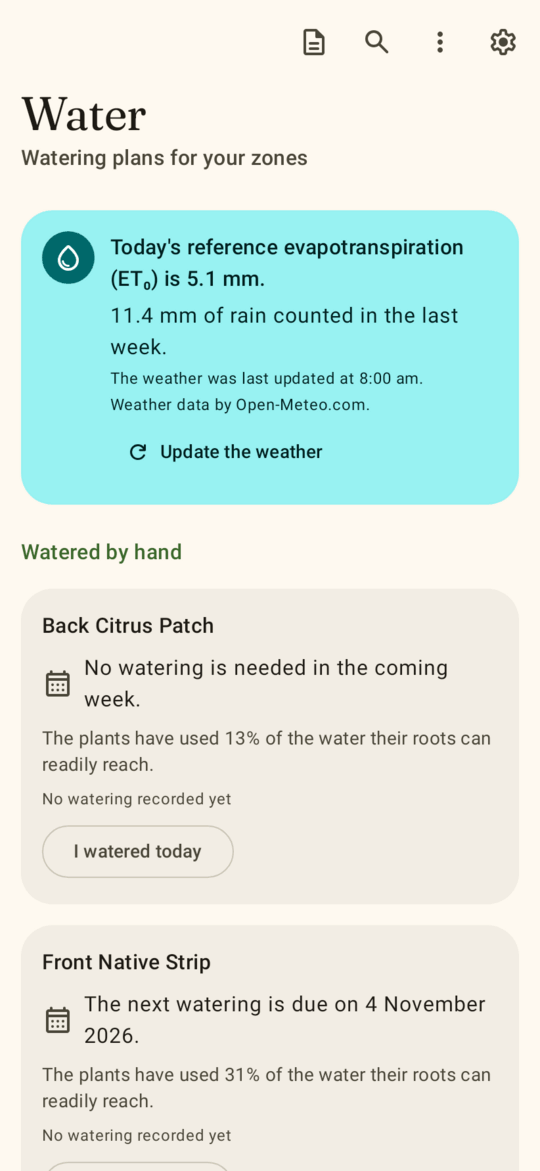 Water
Watering plans for your zones
Today's reference evapotranspiration
(ET₀) is 5.1 mm.
11.4 mm of rain counted in the last
week.
The weather was last updated at 8:00 am.
Weather data by Open-Meteo.com.
Update the weather
Watered by hand
Back Citrus Patch
No watering is needed in the coming
week.
The plants have used 13% of the water their roots can
readily reach.
No watering recorded yet
I watered today
Front Native Strip
The next watering is due on 4 November
2026.
The plants have used 31% of the water their roots can
readily reach.
No watering recorded yet